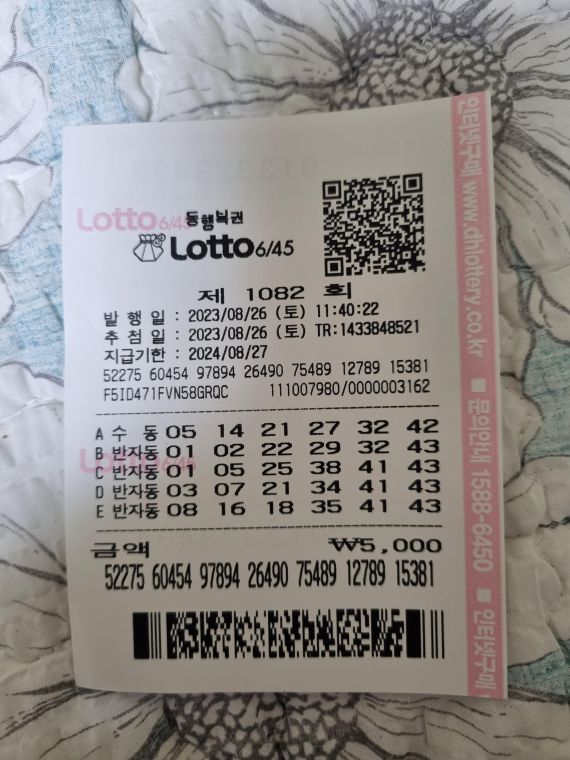 Lotto6/45 동행복권
Lotto6/45
제 1082 회
발 행 일 : 2023/08/26 (토) 11:40:22
추 첨 일 : 2023/08/26 (토) TR:1433848521
지급기한 : 2024/08/27
52275 60454 97894 26490 75489 12789 15381
F5ID471FVN58GRQC 111007980/0000003162
A 수 동 05 14 21 27 32 42
B 반자동 01 02 22 29 32 43
Lotto6/45
C 반자동 01 05 25 38 41 43
D 반자동 03 07 21 34 41 43
E 반자동 08 16 18 35 41 43
금액 ₩5,000
52275 60454 97894 26490 75489 12789 15381
인터넷구매 www.dhlottery.co.kr ■ 문의안내 1588-6450 ■ 인터넷구매